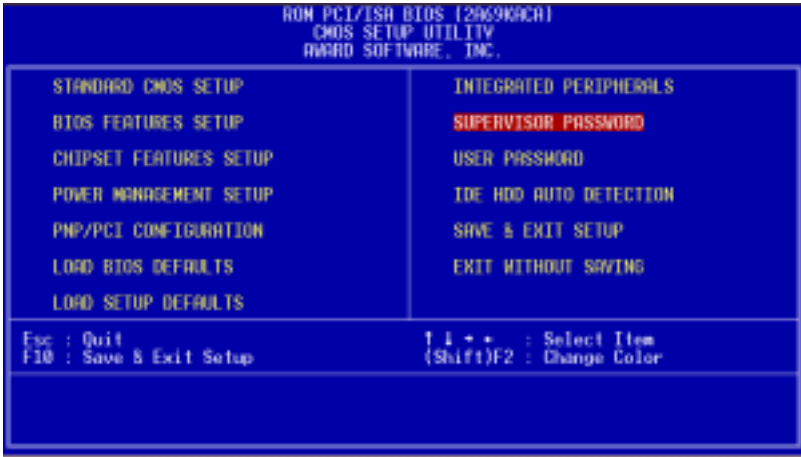 ROM PCI/ISA BIOS (2A69KACA)
CMOS SETUP UTILITY
AWARD SOFTWARE, INC.
STANDARD CMOS SETUP
BIOS FEATURES SETUP
CHIPSET FEATURES SETUP
POWER MANAGEMENT SETUP
PNP/PCI CONFIGURATION
LOAD BIOS DEFAULTS
LOAD SETUP DEFAULTS
INTEGRATED PERIPHERALS
SUPERVISOR PASSWORD
USER PASSWORD
IDE HDD AUTO DETECTION
SAVE & EXIT SETUP
EXIT WITHOUT SAVING
Esc : Quit
F10 : Save & Exit Setup
↑ ↓ → ← : Select Item
(Shift)F2 : Change Color